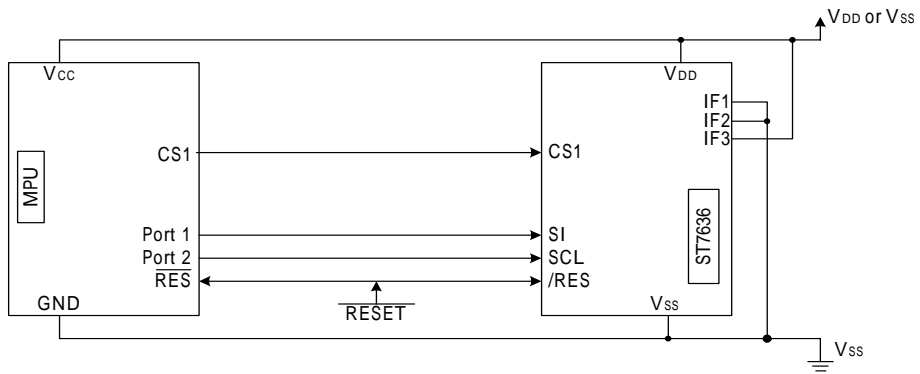 VDD or VSS
VCC
VDD
IF1
IF2
IF3
CS1
CS1
MPU
ST7636
Port 1
SI
Port 2
SCL
RES
/RES
RESET
GND
VSS
VSS